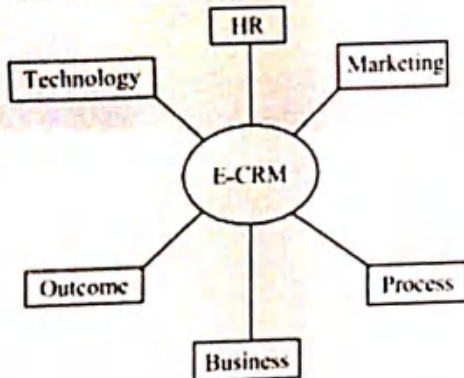 HR
Technology
Marketing
E-CRM
Outcome
Process
Business